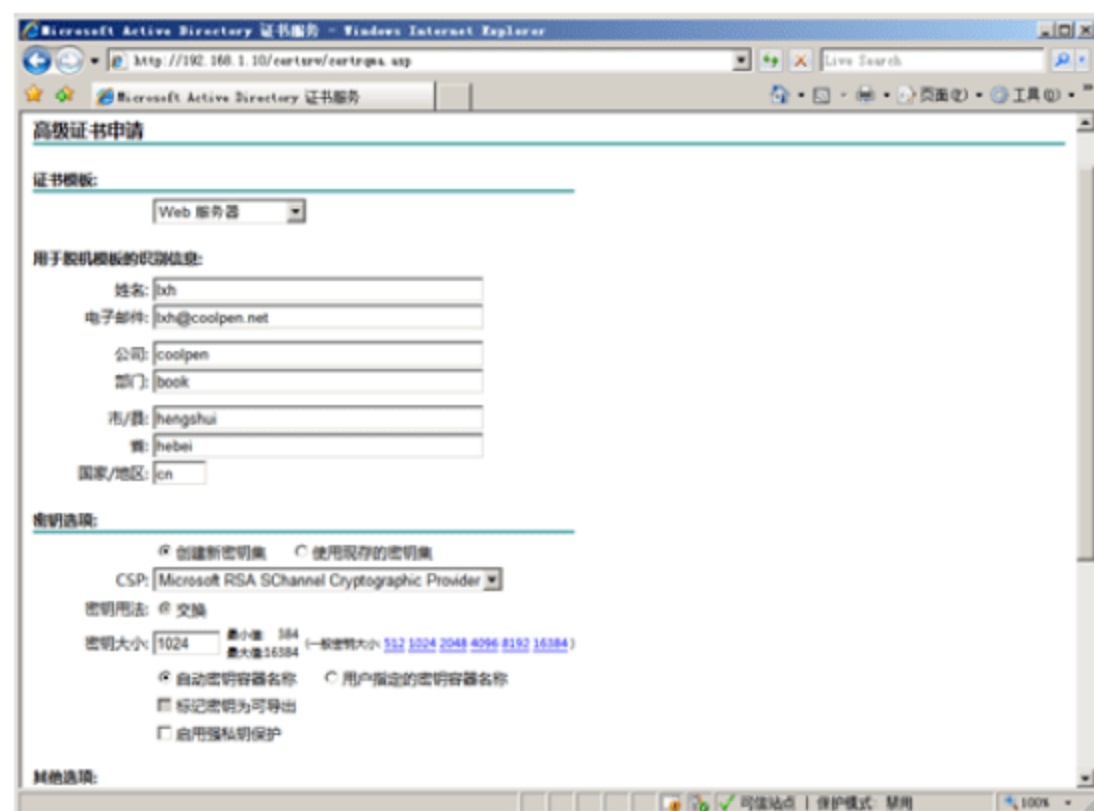 Microsoft Active Directory 证书服务 - Windows Internet Explorer
http://192.168.1.10/certsrv/certrqma.asp
Live Search
Microsoft Active Directory 证书服务
页面(P) 工具(O)
高级证书申请
证书模板:
Web 服务器
用于脱机模板的识别信息:
姓名: lxh
电子邮件: lxh@coolpen.net
公司: coolpen
部门: book
市/县: hengshui
省: hebei
国家/地区: cn
密钥选项:
创建新密钥集 使用现存的密钥集
CSP: Microsoft RSA SChannel Cryptographic Provider
密钥用法: 交换
密钥大小: 1024 最小值 384 (一般密钥大小: 512 1024 2048 4096 8192 16384 )
最大值:16384
自动密钥容器名称 用户指定的密钥容器名称
标记密钥为可导出
启用强私钥保护
其他选项:
可信站点 | 保护模式: 禁用 100%